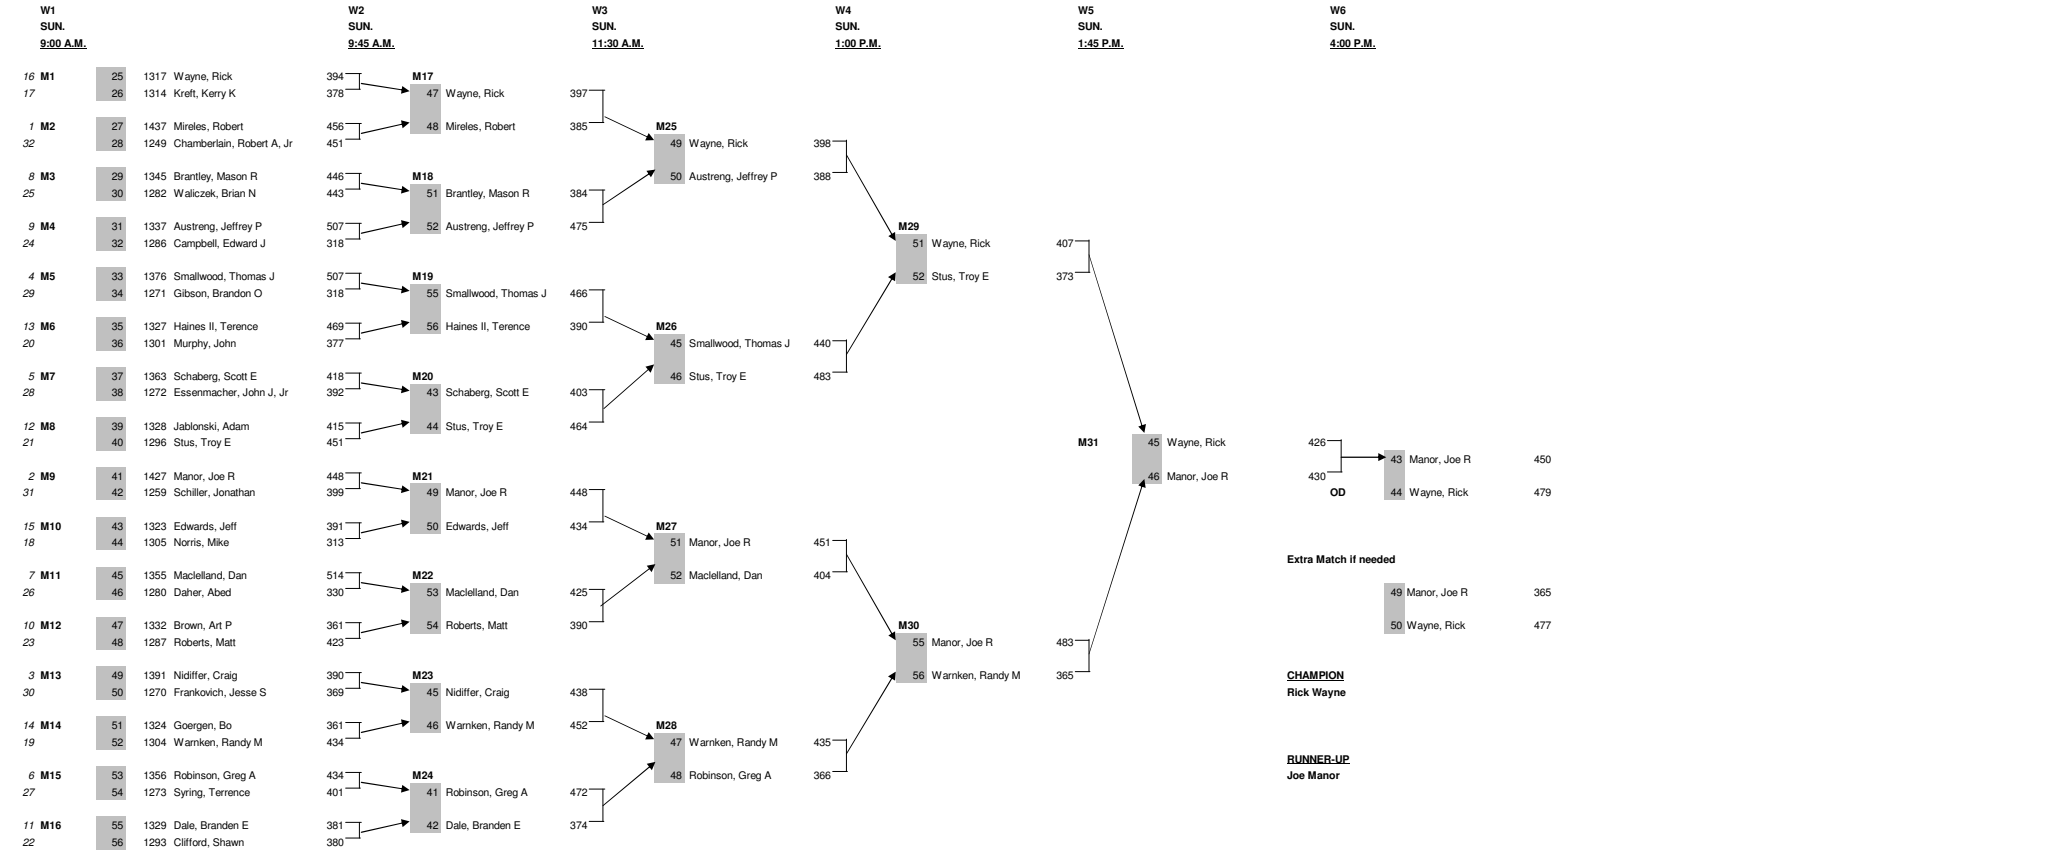 W1 W2 W3 W4 W5 W6
SUN. SUN. SUN. SUN. SUN. SUN.
9:00 A.M. 9:45 A.M. 11:30 A.M. 1:00 P.M. 1:45 P.M. 4:00 P.M.
16 M1 25 1317 Wayne, Rick 394 M17
17 26 1314 Kreft, Kerry K 378 47 Wayne, Rick 397
1 M2 27 1437 Mireles, Robert 456 48 Mireles, Robert 385 M25
32 28 1249 Chamberlain, Robert A, Jr 451 49 Wayne, Rick 398
8 M3 29 1345 Brantley, Mason R 446 M18 50 Austreng, Jeffrey P 388
25 30 1282 Waliczek, Brian N 443 51 Brantley, Mason R 384
9 M4 31 1337 Austreng, Jeffrey P 507 52 Austreng, Jeffrey P 475 M29
24 32 1286 Campbell, Edward J 318 51 Wayne, Rick 407
4 M5 33 1376 Smallwood, Thomas J 507 M19 52 Stus, Troy E 373
29 34 1271 Gibson, Brandon O 318 55 Smallwood, Thomas J 466
13 M6 35 1327 Haines II, Terence 469 56 Haines II, Terence 390 M26
20 36 1301 Murphy, John 377 45 Smallwood, Thomas J 440
5 M7 37 1363 Schaberg, Scott E 418 M20 46 Stus, Troy E 483
28 38 1272 Essenmacher, John J, Jr 392 43 Schaberg, Scott E 403
12 M8 39 1328 Jablonski, Adam 415 44 Stus, Troy E 464
21 40 1296 Stus, Troy E 451 M31 45 Wayne, Rick 426
43 Manor, Joe R 450
2 M9 41 1427 Manor, Joe R 448 M21 46 Manor, Joe R 430
31 42 1259 Schiller, Jonathan 399 49 Manor, Joe R 448 OD 44 Wayne, Rick 479
15 M10 43 1323 Edwards, Jeff 391 50 Edwards, Jeff 434 M27
18 44 1305 Norris, Mike 313 51 Manor, Joe R 451
Extra Match if needed
7 M11 45 1355 Maclelland, Dan 514 M22 52 Maclelland, Dan 404
26 46 1280 Daher, Abed 330 53 Maclelland, Dan 425 49 Manor, Joe R 365
10 M12 47 1332 Brown, Art P 361 54 Roberts, Matt 390 M30 50 Wayne, Rick 477
23 48 1287 Roberts, Matt 423 55 Manor, Joe R 483
3 M13 49 1391 Nidiffer, Craig 390 M23 56 Warnken, Randy M 365 CHAMPION
30 50 1270 Frankovich, Jesse S 369 45 Nidiffer, Craig 438 Rick Wayne
14 M14 51 1324 Goergen, Bo 361 46 Warnken, Randy M 452 M28
19 52 1304 Warnken, Randy M 434 47 Warnken, Randy M 435
RUNNER-UP
6 M15 53 1356 Robinson, Greg A 434 M24 48 Robinson, Greg A 366 Joe Manor
27 54 1273 Syring, Terrence 401 41 Robinson, Greg A 472
11 M16 55 1329 Dale, Branden E 381 42 Dale, Branden E 374
22 56 1293 Clifford, Shawn 380